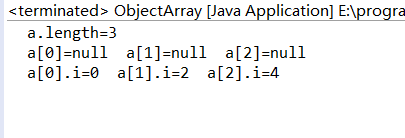 <terminated> ObjectArray [Java Application] E:\progra
a.length=3
a[0]=null a[1]=null a[2]=null
a[0].i=0 a[1].i=2 a[2].i=4